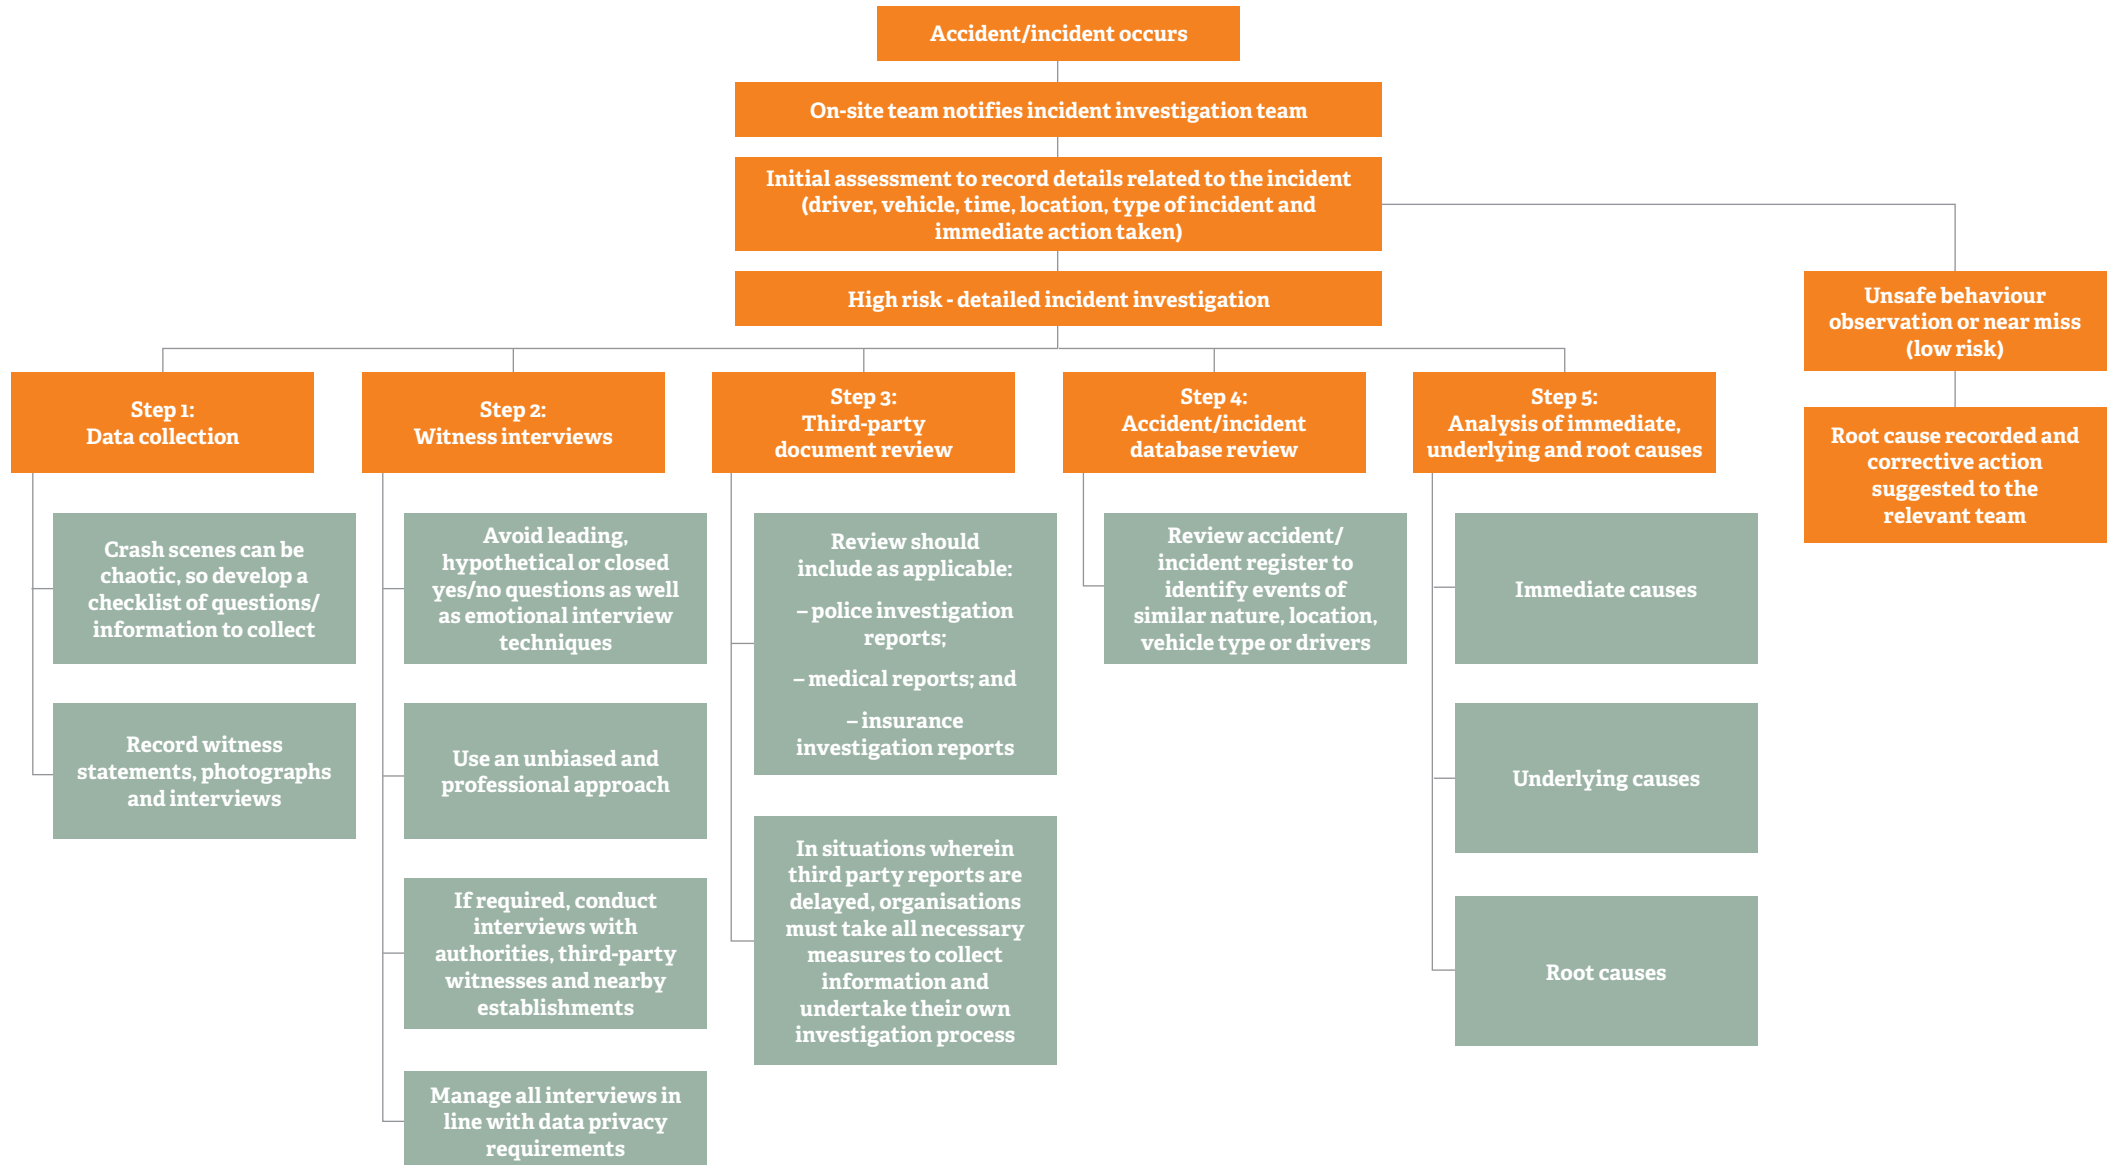 Accident/incident occurs
On-site team notifies incident investigation team
Initial assessment to record details related to the incident
(driver, vehicle, time, location, type of incident and
immediate action taken)
High risk - detailed incident investigation
Unsafe behaviour
observation or near miss
(low risk)
Root cause recorded and
corrective action
suggested to the
relevant team
Step 1:
Data collection
Crash scenes can be
chaotic, so develop a
checklist of questions/
information to collect
Record witness
statements, photographs
and interviews
Step 2:
Witness interviews
Avoid leading,
hypothetical or closed
yes/no questions as well
as emotional interview
techniques
Use an unbiased and
professional approach
If required, conduct
interviews with
authorities, third-party
witnesses and nearby
establishments
Manage all interviews in
line with data privacy
requirements
Step 3:
Third-party
document review
Review should
include as applicable:
– police investigation
reports;
– medical reports; and
– insurance
investigation reports
In situations wherein
third party reports are
delayed, organisations
must take all necessary
measures to collect
information and
undertake their own
investigation process
Step 4:
Accident/incident
database review
Review accident/
incident register to
identify events of
similar nature, location,
vehicle type or drivers
Step 5:
Analysis of immediate,
underlying and root causes
Immediate causes
Underlying causes
Root causes